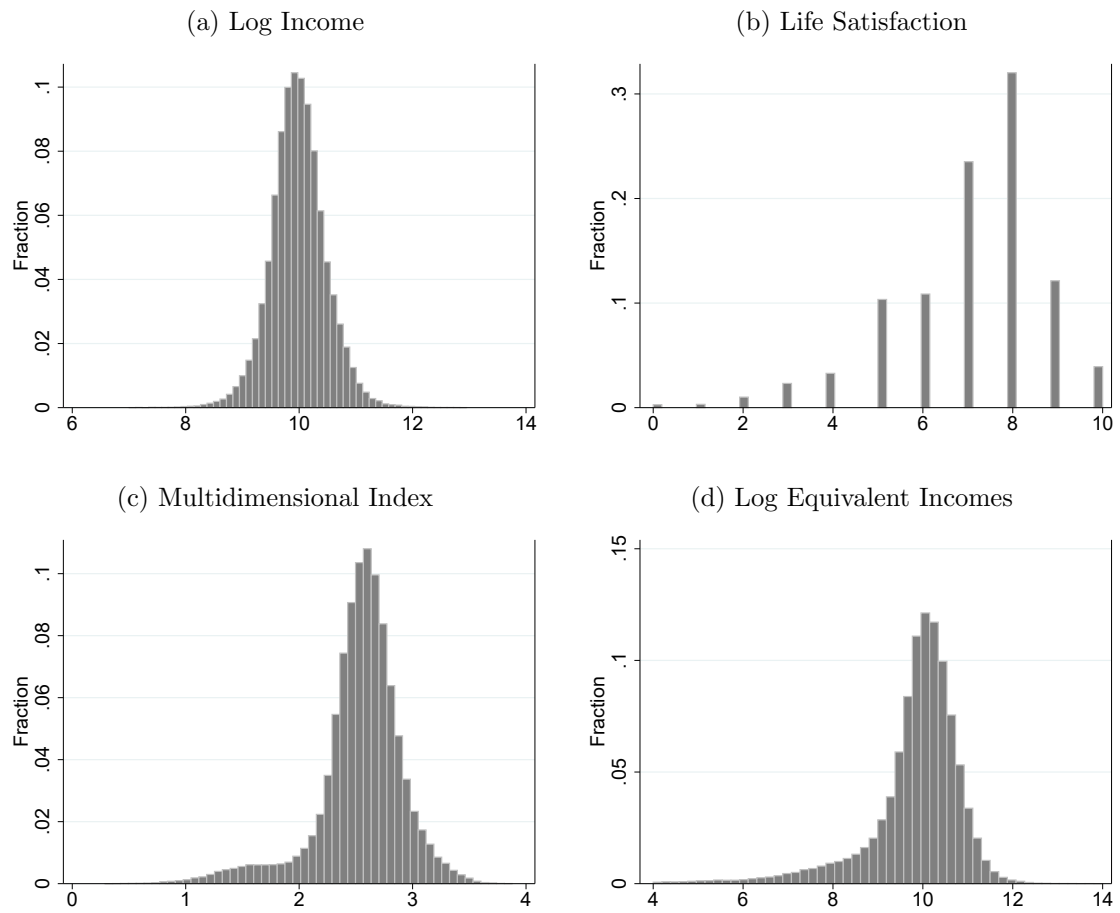 (a) Log Income
(b) Life Satisfaction
Fraction
0 .02 .04 .06 .08 .1
6 8 10 12 14
Fraction
0 .1 .2 .3
0 2 4 6 8 10
(c) Multidimensional Index
(d) Log Equivalent Incomes
Fraction
0 .02 .04 .06 .08 .1
0 1 2 3 4
Fraction
0 .05 .1 .15
4 6 8 10 12 14